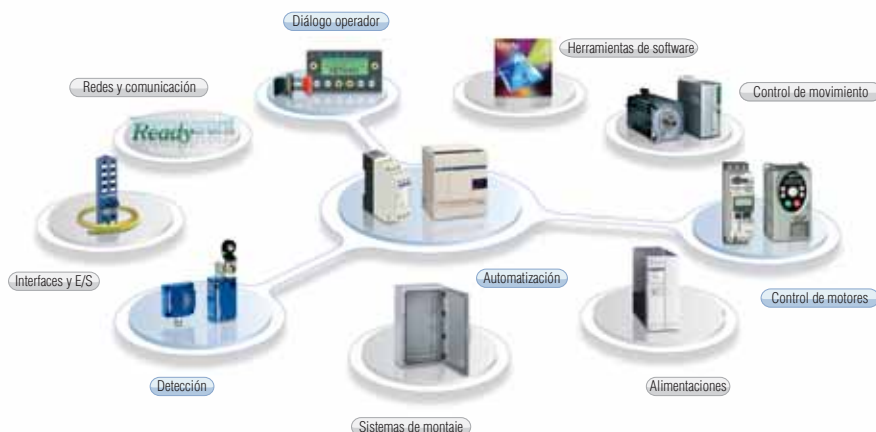 Diálogo operador
Herramientas de software
Redes y comunicación
Control de movimiento
Ready
Interfaces y E/S
Automatización
Control de motores
Detección
Alimentaciones
Sistemas de montaje